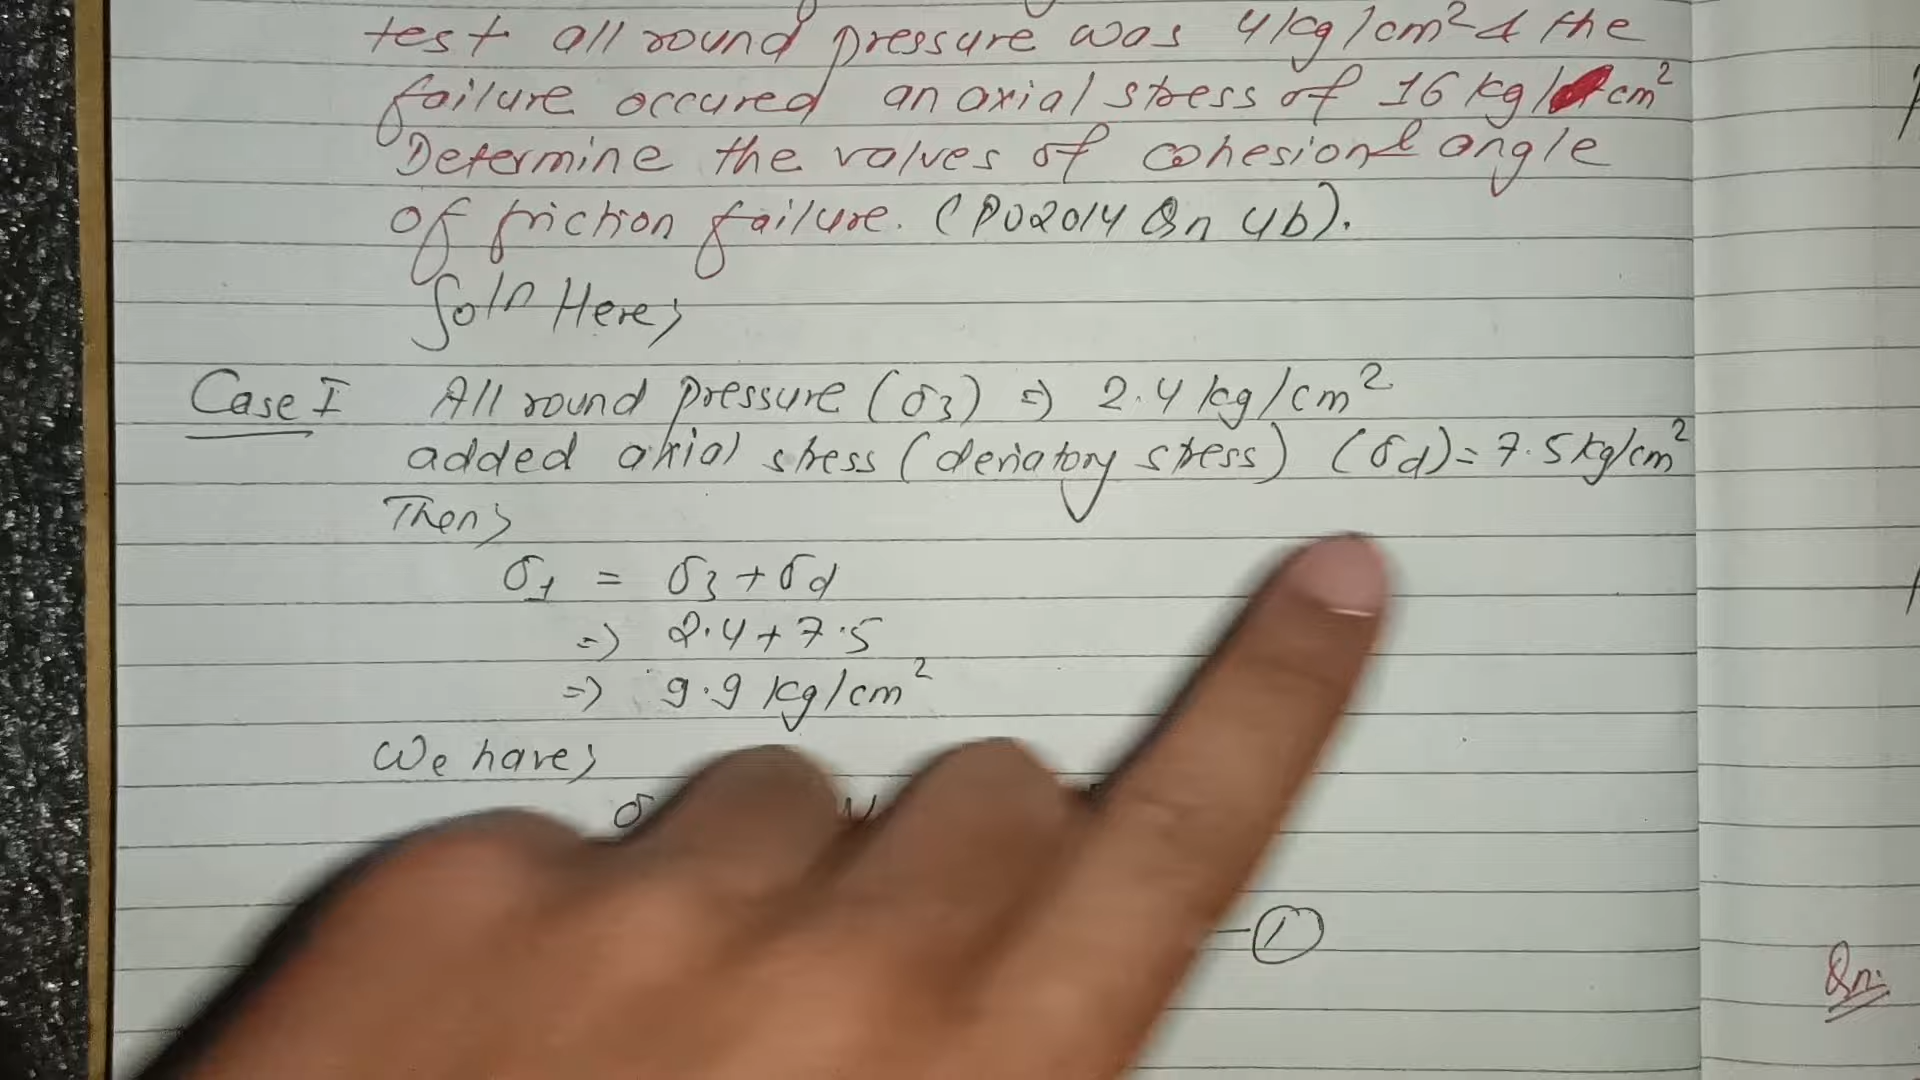 test all round pressure was 4 kg/cm² & the
failure occured an axial stress of 16 kg/cm²
Determine the values of cohesion & angle
of friction failure. (PU2014 Qn 4b).
Soln Here;
Case I All round pressure (σ3) => 2.4 kg/cm²
added axial stress (deviatory stress) (σd) = 7.5 kg/cm²
Then;
σ1 = σ3 + σd
=> 2.4 + 7.5
=> 9.9 kg/cm²
We have;
σ
①
Qn: